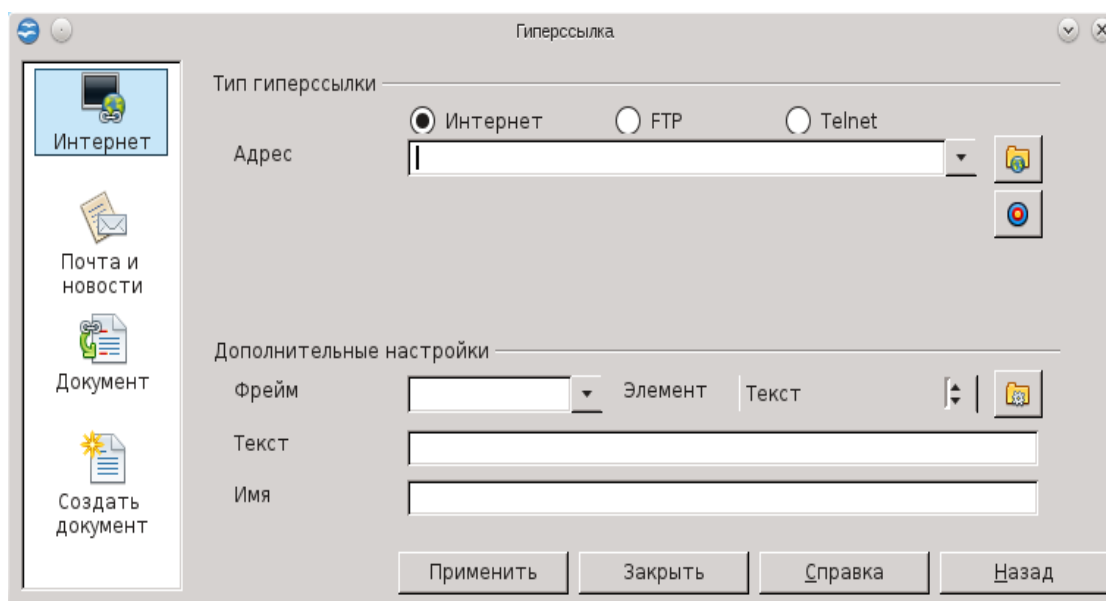 Гиперссылка
Интернет
Почта и
новости
Документ
Создать
документ
Тип гиперссылки
Интернет FTP Telnet
Адрес
Дополнительные настройки
Фрейм Элемент Текст
Текст
Имя
Применить Закрыть Справка Назад